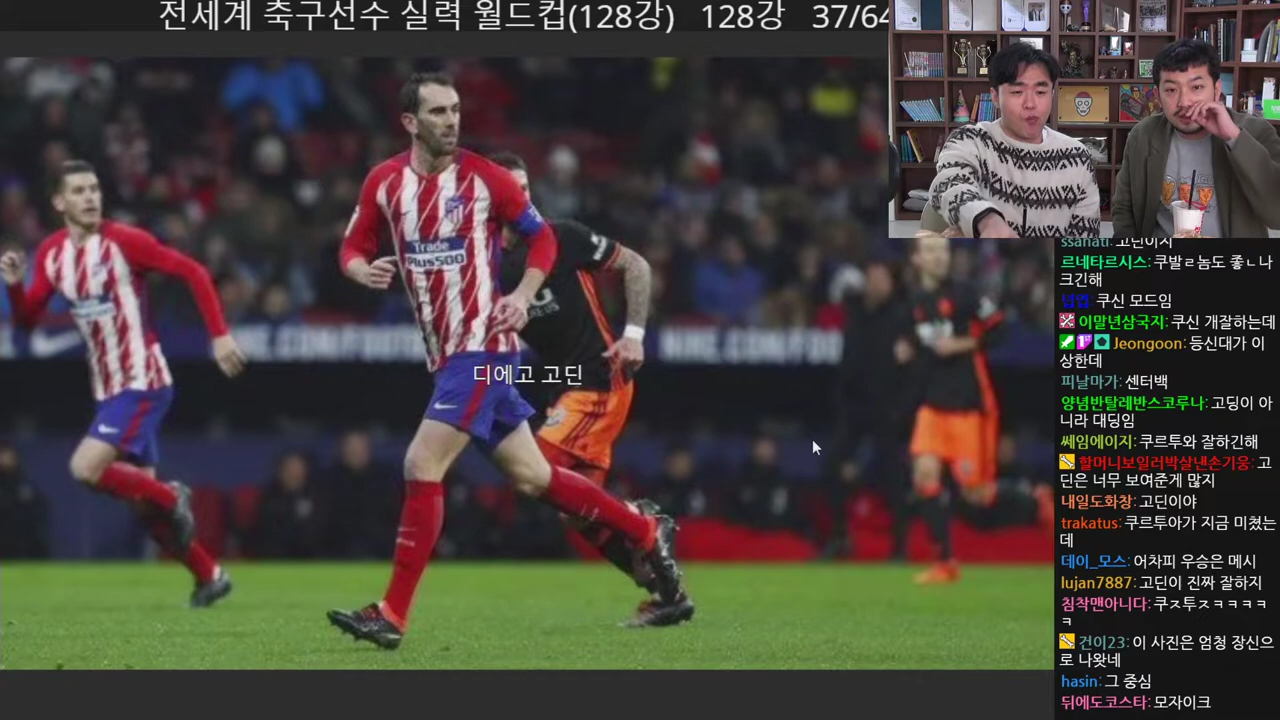 전세계 축구선수 실력 월드컵(128강) 128강 37/64
Trade
Plus500
디에고 고딘
ssanati: 고딘이지
르네타르시스: 쿠발ㄹ놈도 좋ㄴ나
크긴해
넙엽: 쿠신 모드임
이말년삼국지: 쿠신 개잘하는데
Jeongoon: 등신대가 이
상한데
피날마가: 센터백
양념반탈레반스코루나: 고딩이 아
니라 대딩임
쎄임에이지: 쿠르투와 잘하긴해
할머니보일러박살낸손기웅: 고
딘은 너무 보여준게 많지
내일도화창: 고딘이야
trakatus: 쿠르투아가 지금 미쳤는
데
데이_모스: 어차피 우승은 메시
lujan7887: 고딘이 진짜 잘하지
침착맨아니다: 쿠ㅈ투ㅈㅋㅋㅋㅋ
ㅋ
건이23: 이 사진은 엄청 장신으
로 나왓네
hasin: 그 중심
뒤에도코스타: 모자이크